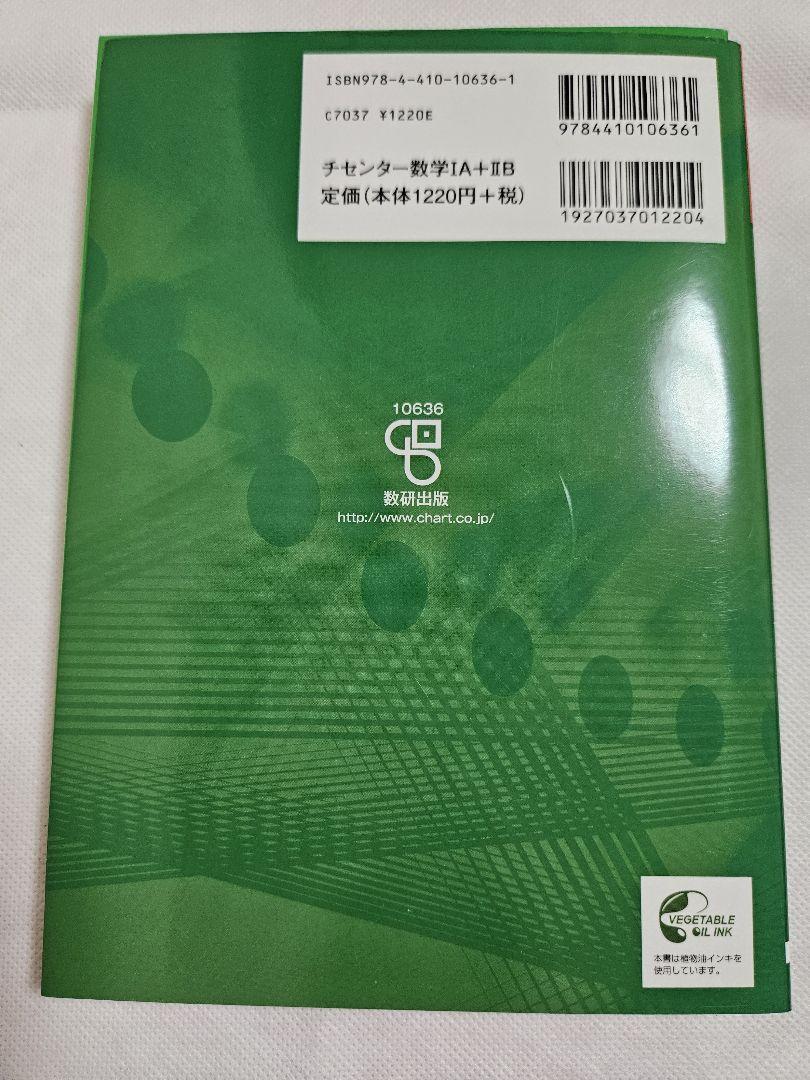 ISBN978-4-410-10636-1
C7037 ¥1220E
チセンター数学ⅠA＋ⅡB
定価（本体1220円＋税）
9784410106361
1927037012204
10636
数研出版
http://www.chart.co.jp/
VEGETABLE
OIL INK
本書は植物油インキを
使用しています。